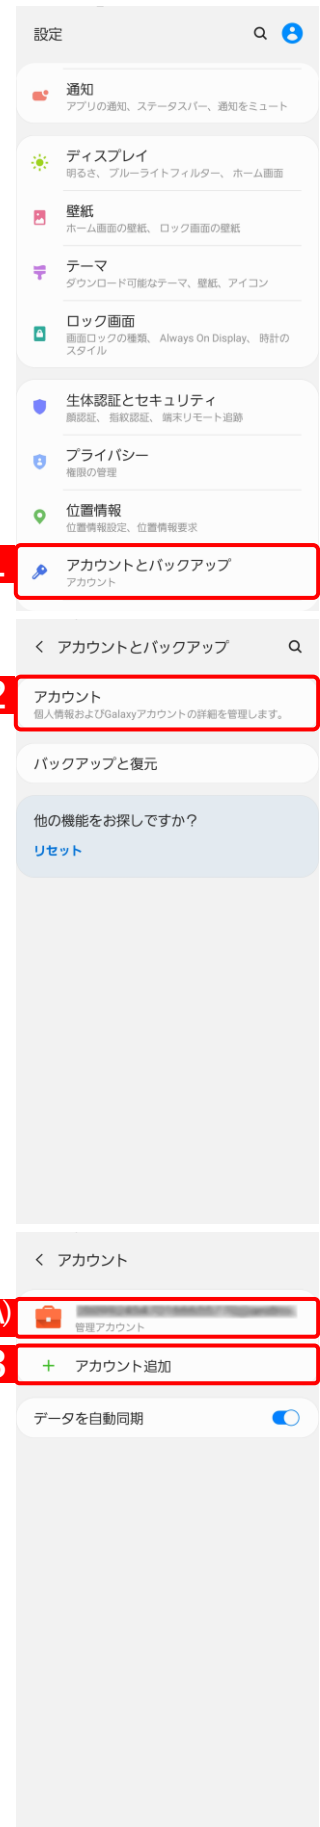 設定
通知
アプリの通知、ステータスバー、通知をミュート
ディスプレイ
明るさ、 ブルーライトフィルター、 ホーム画面
壁紙
ホーム画面の壁紙、 ロック画面の壁紙
テーマ
ダウンロード可能なテーマ、壁紙、アイコン
ロック画面
画面ロックの種類、 Always On Display、 時計の
スタイル
生体認証とセキュリティ
顔認証、 指紋認証、 端末リモート追跡
プライバシー
権限の管理
位置情報
位置情報設定、位置情報要求
アカウントとバックアップ
アカウント
アカウントとバックアップ
2
アカウント
個人情報およびGalaxyアカウントの詳細を管理します。
バックアップと復元
他の機能をお探しですか？
リセット
アカウント
管理アカウント
3
+ アカウント追加
データを自動同期